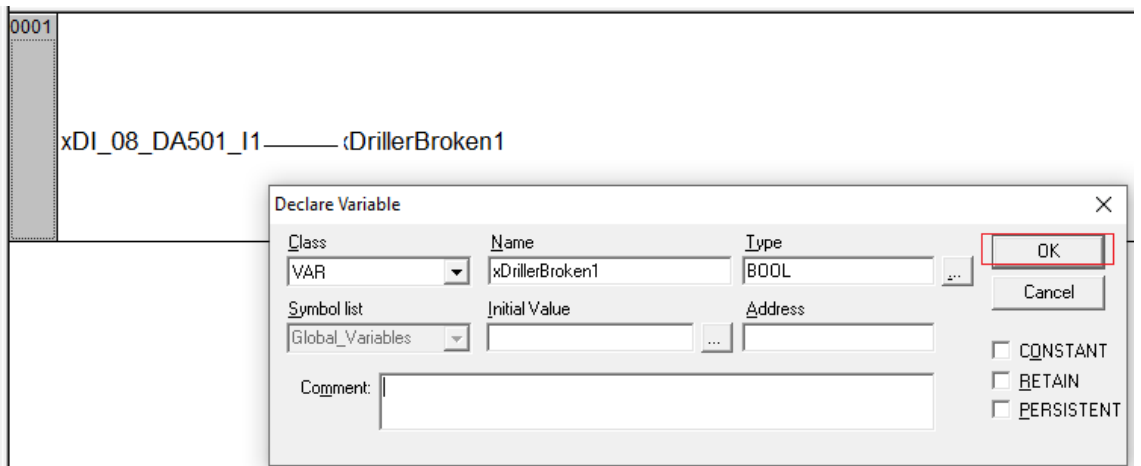 0001
xDI_08_DA501_I1 xDrillerBroken1
Declare Variable
Class Name Type
VAR xDrillerBroken1 BOOL ... OK
Cancel
Symbol list Initial Value Address
Global_Variables ...
CONSTANT
Comment: RETAIN
PERSISTENT